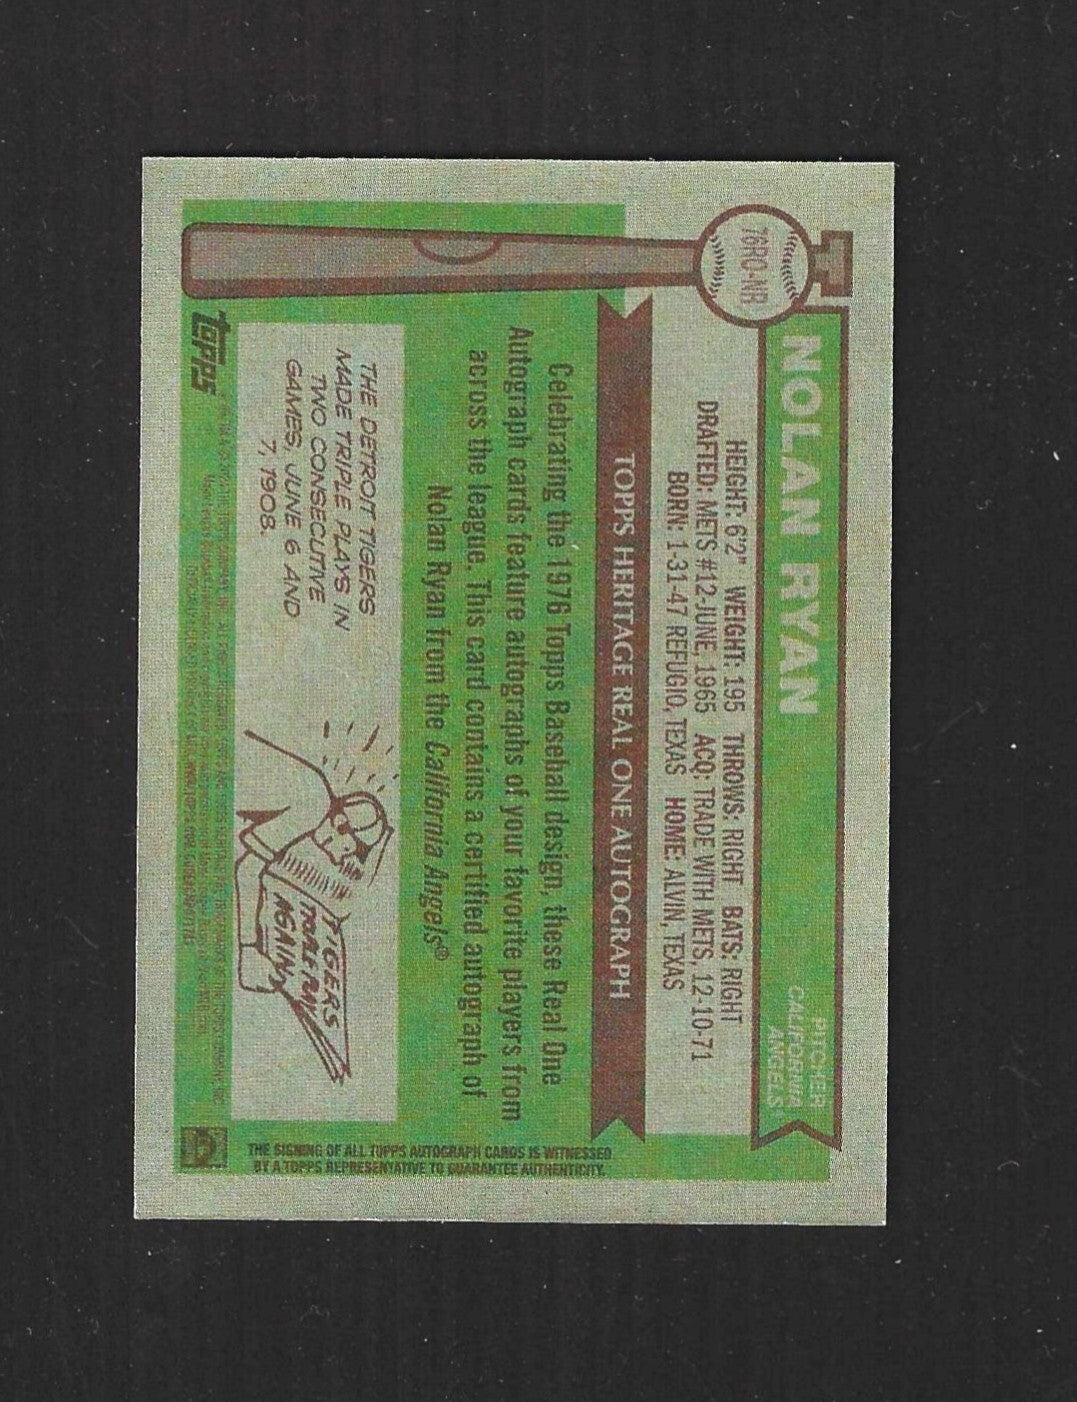 76RO-NR
NOLAN RYAN
PITCHER
CALIFORNIA
ANGELS
HEIGHT: 6'2" WEIGHT: 195 THROWS: RIGHT BATS: RIGHT
DRAFTED: METS #12-JUNE, 1965 ACQ: TRADE WITH METS, 12-10-71
BORN: 1-31-47 REFUGIO, TEXAS HOME: ALVIN, TEXAS
TOPPS HERITAGE REAL ONE AUTOGRAPH
Celebrating the 1976 Topps Baseball design, these Real One
Autograph cards feature autographs of your favorite players from
across the league. This card contains a certified autograph of
Nolan Ryan from the California Angels®
THE DETROIT TIGERS
MADE TRIPLE PLAYS IN
TWO CONSECUTIVE
GAMES, JUNE 6 AND
7, 1908.
TIGERS
TRIPLE PLAY
AGAIN!
topps
THE SIGNING OF ALL TOPPS AUTOGRAPH CARDS IS WITNESSED
BY A TOPPS REPRESENTATIVE TO GUARANTEE AUTHENTICITY.